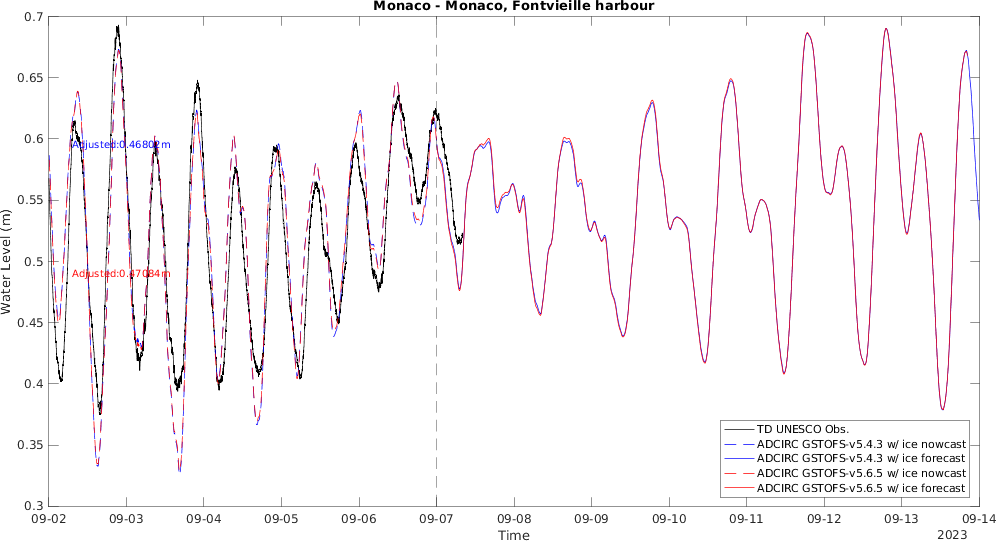 Monaco - Monaco, Fontvieille harbour
0.7
0.65
0.6
0.55
0.5
0.45
0.4
0.35
0.3
Water Level (m)
Adjusted:0.46802m
Adjusted:0.47084m
TD UNESCO Obs.
ADCIRC GSTOFS-v5.4.3 w/ ice nowcast
ADCIRC GSTOFS-v5.4.3 w/ ice forecast
ADCIRC GSTOFS-v5.6.5 w/ ice nowcast
ADCIRC GSTOFS-v5.6.5 w/ ice forecast
09-02 09-03 09-04 09-05 09-06 09-07 09-08 09-09 09-10 09-11 09-12 09-13 09-14
Time
2023